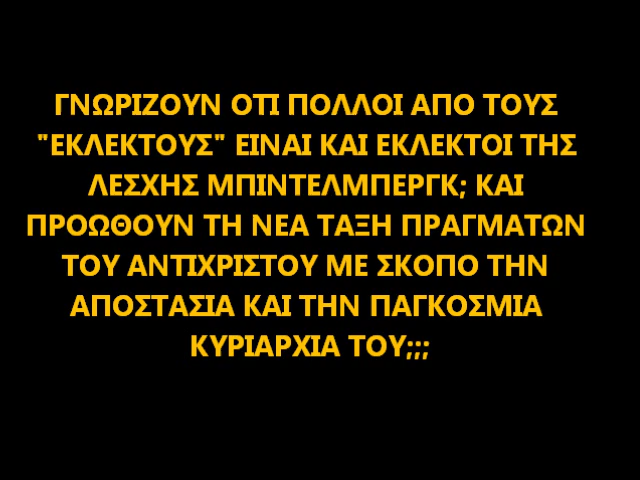 ΓΝΩΡΙΖΟΥΝ ΟΤΙ ΠΟΛΛΟΙ ΑΠΟ ΤΟΥΣ
"ΕΚΛΕΚΤΟΥΣ" ΕΙΝΑΙ ΚΑΙ ΕΚΛΕΚΤΟΙ ΤΗΣ
ΛΕΣΧΗΣ ΜΠΙΝΤΕΛΜΠΕΡΓΚ; ΚΑΙ
ΠΡΟΩΘΟΥΝ ΤΗ ΝΕΑ ΤΑΞΗ ΠΡΑΓΜΑΤΩΝ
ΤΟΥ ΑΝΤΙΧΡΙΣΤΟΥ ΜΕ ΣΚΟΠΟ ΤΗΝ
ΑΠΟΣΤΑΣΙΑ ΚΑΙ ΤΗΝ ΠΑΓΚΟΣΜΙΑ
ΚΥΡΙΑΡΧΙΑ ΤΟΥ;;;